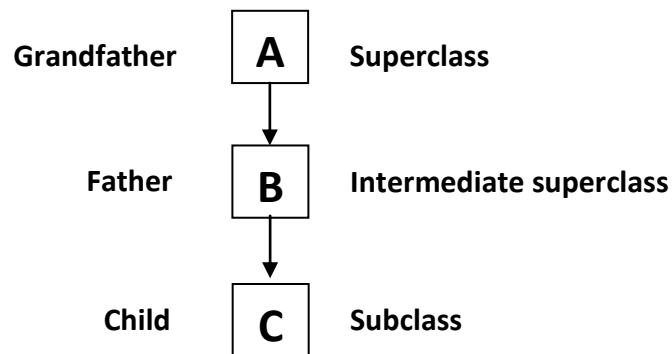 Grandfather A Superclass
Father B Intermediate superclass
Child C Subclass